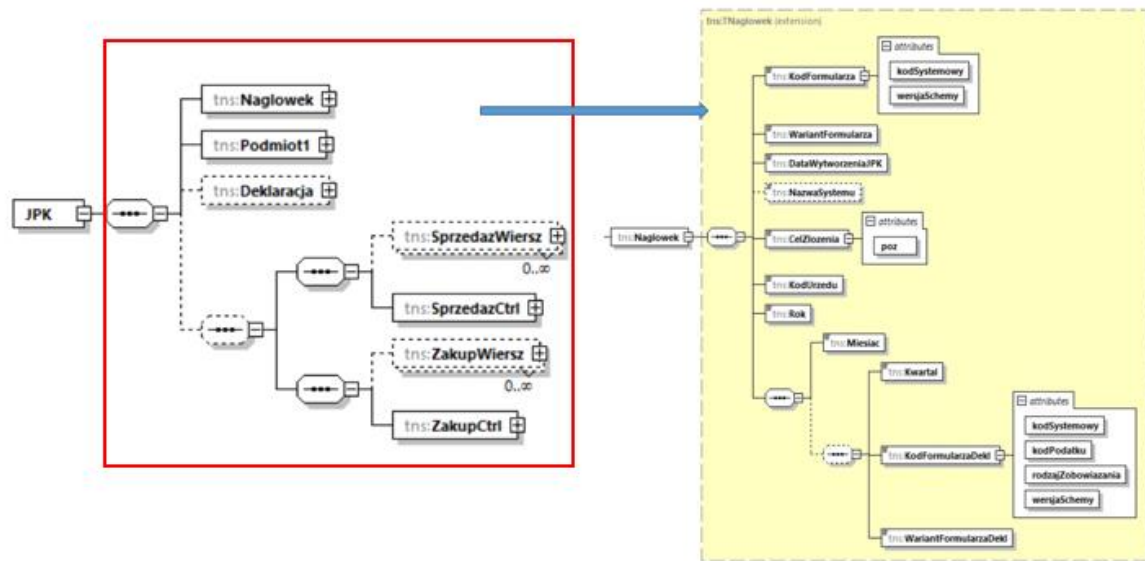 JPK
tns:Naglowek
tns:Podmiot1
tns:Deklaracja
tns:SprzedazWiersz
0..∞
tns:SprzedazCtrl
tns:ZakupWiersz
0..∞
tns:ZakupCtrl
tns:TNaglowek (extension)
tns:Naglowek
tns:KodFormularza
attributes
kodSystemowy
wersjaSchemy
tns:WariantFormularza
tns:DataWytworzeniaJPK
tns:NazwaSystemu
tns:CelZlozenia
attributes
poz
tns:KodUrzedu
tns:Rok
tns:Miesiac
tns:Kwartal
tns:KodFormularzaDekl
attributes
kodSystemowy
kodPodatku
rodzajZobowiazania
wersjaSchemy
tns:WariantFormularzaDekl